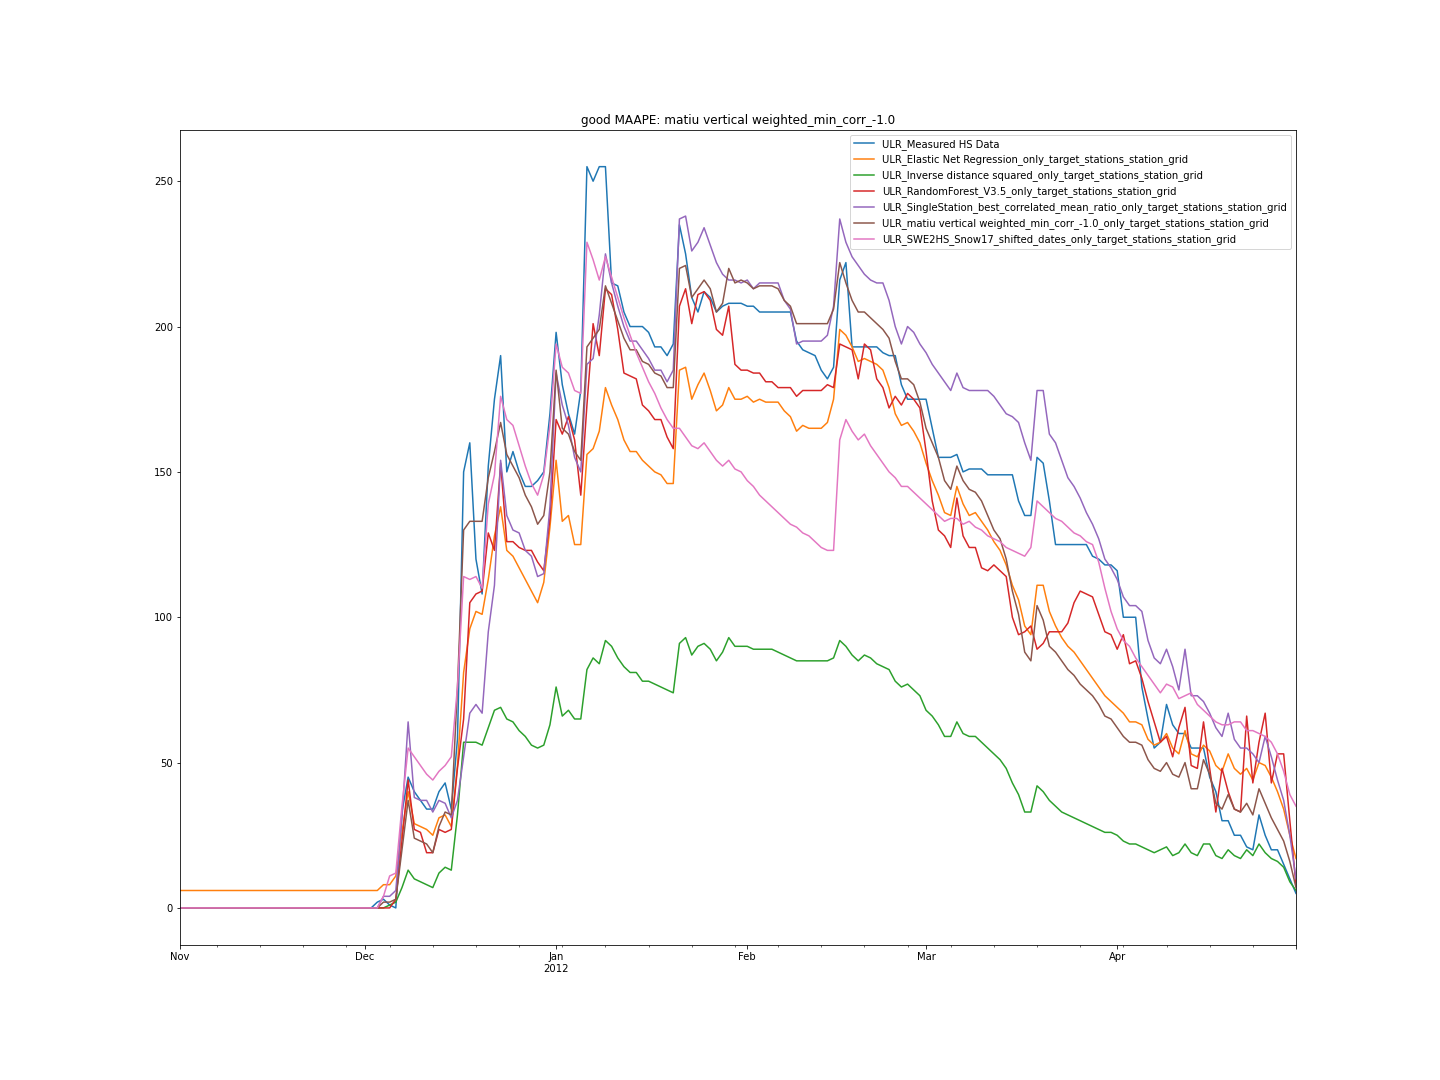 good MAAPE: matiu vertical weighted_min_corr_-1.0
ULR_Measured HS Data
ULR_Elastic Net Regression_only_target_stations_station_grid
ULR_Inverse distance squared_only_target_stations_station_grid
ULR_RandomForest_V3.5_only_target_stations_station_grid
ULR_SingleStation_best_correlated_mean_ratio_only_target_stations_station_grid
ULR_matiu vertical weighted_min_corr_-1.0_only_target_stations_station_grid
ULR_SWE2HS_Snow17_shifted_dates_only_target_stations_station_grid
250
200
150
100
50
0
Nov Dec Jan Feb Mar Apr
2012